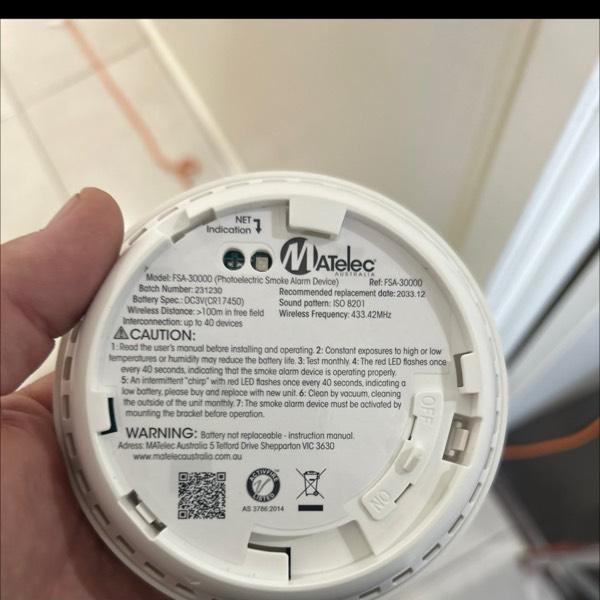 NET
Indication
MATelec
AUSTRALIA
Model: FSA-30000 (Photoelectric Smoke Alarm Device) Ref: FSA-30000
Batch Number: 231230 Recommended replacement date: 2033.12
Battery Spec.: DC3V(CR17450) Sound pattern: ISO 8201
Wireless Distance: >100m in free field Wireless Frequency: 433.42MHz
Interconnection: up to 40 devices
CAUTION:
1: Read the user's manual before installing and operating. 2: Constant exposures to high or low
temperatures or humidity may reduce the battery life. 3: Test monthly. 4: The red LED flashes once
every 40 seconds, indicating that the smoke alarm device is operating properly.
5: An intermittent "chirp" with red LED flashes once every 40 seconds, indicating a
low battery, please buy and replace with new unit. 6: Clean by vacuum, cleaning
the outside of the unit monthly. 7: The smoke alarm device must be activated by
mounting the bracket before operation.
WARNING: Battery not replaceable - instruction manual.
Adress: MATelec Australia 5 Telford Drive Shepparton VIC 3630
www.matelecaustralia.com.au
ACTIVFIRE
LISTED
AS 3786:2014
OFF
ON